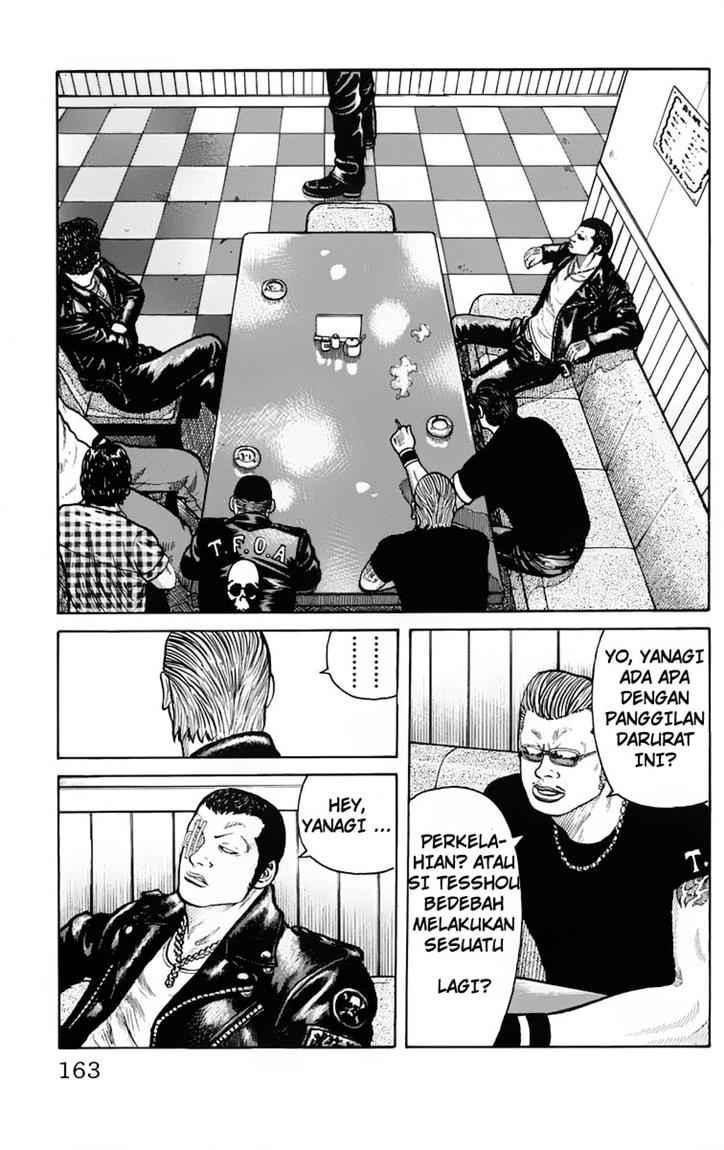 T.F.O.A
YO, YANAGI
ADA APA
DENGAN
PANGGILAN
DARURAT
INI?
PERKELA-
HIAN? ATAU
SI TESSHOU
BEDEBAH
MELAKUKAN
SESUATU
LAGI?
T.
HEY,
YANAGI ...
163